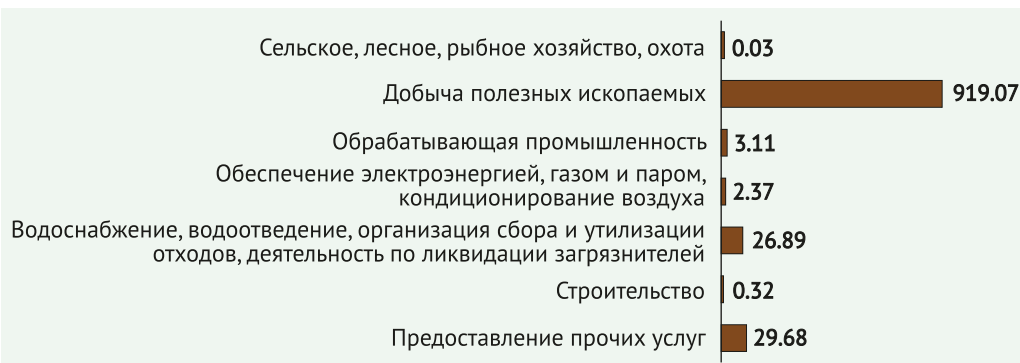 Сельское, лесное, рыбное хозяйство, охота 0.03
Добыча полезных ископаемых 919.07
Обрабатывающая промышленность 3.11
Обеспечение электроэнергией, газом и паром,
кондиционирование воздуха 2.37
Водоснабжение, водоотведение, организация сбора и утилизации
отходов, деятельность по ликвидации загрязнителей 26.89
Строительство 0.32
Предоставление прочих услуг 29.68